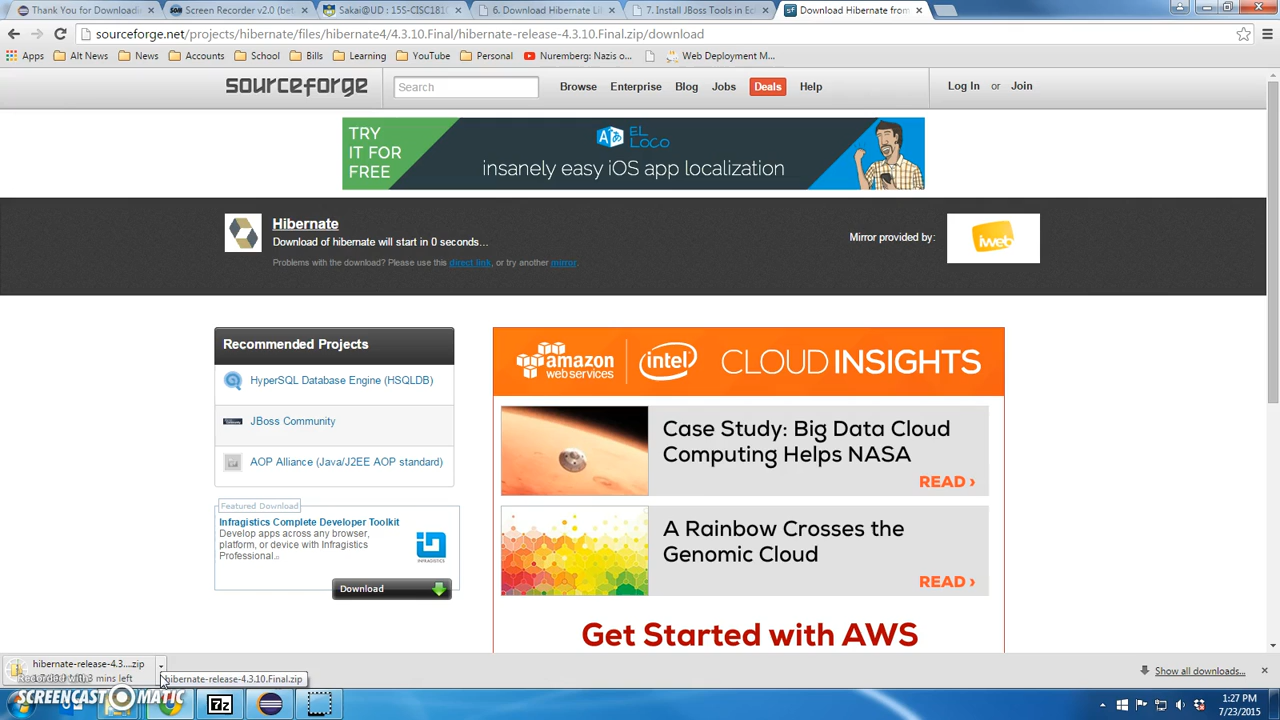 Thank You for Downloadin
Screen Recorder v2.0 (bet
Sakai@UD : 15S-CISC181
6. Download Hibernate Li
7. Install JBoss Tools in Ec
Download Hibernate from
sourceforge.net/projects/hibernate/files/hibernate4/4.3.10.Final/hibernate-release-4.3.10.Final.zip/download
Apps
Alt News
News
Accounts
School
Bills
Learning
YouTube
Personal
Nuremberg: Nazis o...
Web Deployment M...
sourceforge
Search
Browse
Enterprise
Blog
Jobs
Deals
Help
Log In or Join
TRY
IT FOR
FREE
EL
LOCO
insanely easy iOS app localization
Hibernate
Download of hibernate will start in 0 seconds...
Problems with the download? Please use this direct link, or try another mirror.
Mirror provided by:
iweb
Recommended Projects
HyperSQL Database Engine (HSQLDB)
JBoss Community
AOP Alliance (Java/J2EE AOP standard)
Featured Download
Infragistics Complete Developer Toolkit
Develop apps across any browser,
platform, or device with Infragistics
Professional...
INFRAGISTICS
Download
amazon
web services
intel
CLOUD INSIGHTS
Case Study: Big Data Cloud
Computing Helps NASA
READ ›
A Rainbow Crosses the
Genomic Cloud
READ ›
Get Started with AWS
hibernate-release-4.3....zip
mins left
Recorded with
SCREENCAST MATIC
hibernate-release-4.3.10.Final.zip
Show all downloads...
7z
1:27 PM
7/23/2015